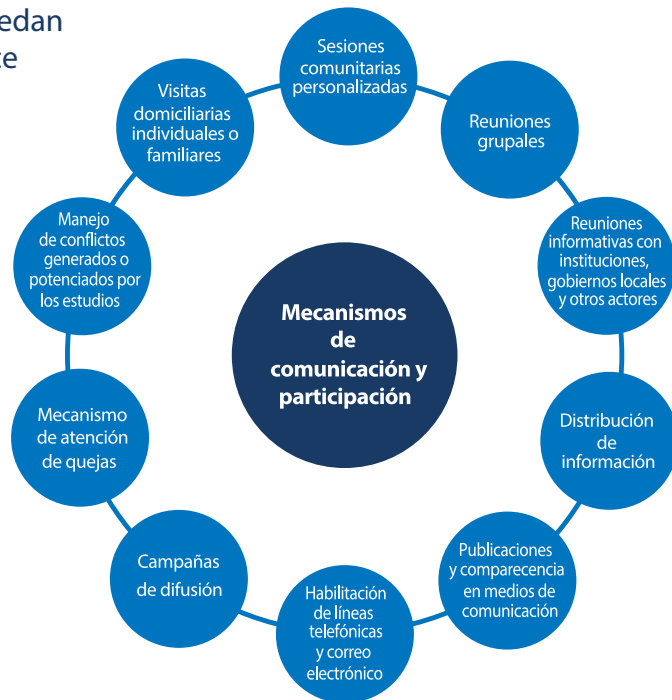 Sesiones
comunitarias
personalizadas
Reuniones
grupales
Reuniones
informativas con
instituciones,
gobiernos locales
y otros actores
Distribución
de
información
Publicaciones
y comparecencia
en medios de
comunicación
Habilitación
de líneas
telefónicas
y correo
electrónico
Campañas
de difusión
Mecanismo
de atención
de quejas
Manejo
de conflictos
generados o
potenciados por
los estudios
Visitas
domiciliarias
individuales o
familiares
Mecanismos
de
comunicación y
participación